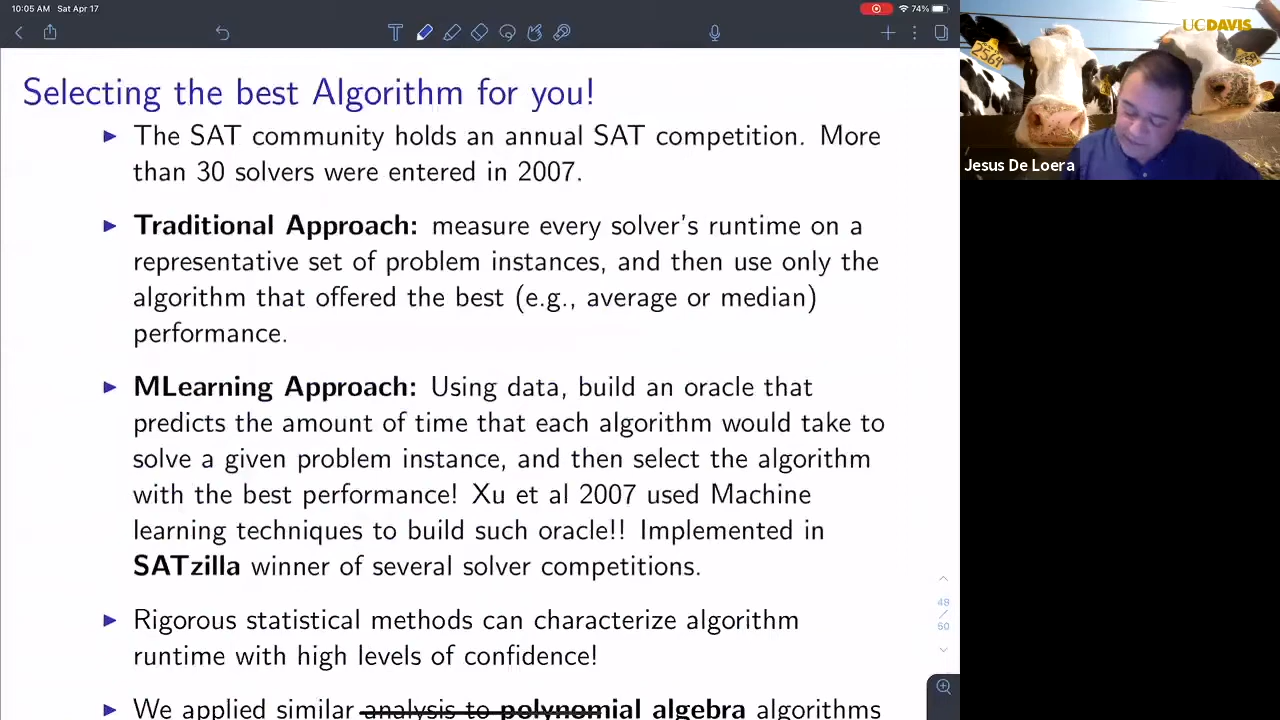 10:05 AM Sat Apr 17
74%
Selecting the best Algorithm for you!
The SAT community holds an annual SAT competition. More
than 30 solvers were entered in 2007.
Traditional Approach: measure every solver's runtime on a
representative set of problem instances, and then use only the
algorithm that offered the best (e.g., average or median)
performance.
MLearning Approach: Using data, build an oracle that
predicts the amount of time that each algorithm would take to
solve a given problem instance, and then select the algorithm
with the best performance! Xu et al 2007 used Machine
learning techniques to build such oracle!! Implemented in
SATzilla winner of several solver competitions.
Rigorous statistical methods can characterize algorithm
runtime with high levels of confidence!
We applied similar analysis to polynomial algebra algorithms
49
/
50
UCDAVIS
2564
Jesus De Loera